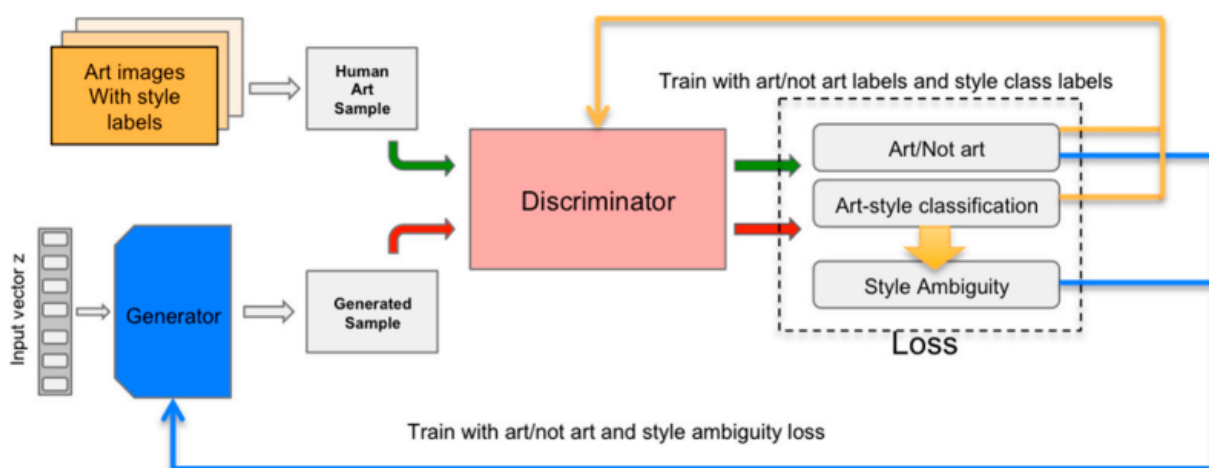 Art images
With style
labels
Human
Art
Sample
Train with art/not art labels and style class labels
Discriminator
Art/Not art
Art-style classification
Style Ambiguity
Loss
Input vector z
Generator
Generated
Sample
Train with art/not art and style ambiguity loss